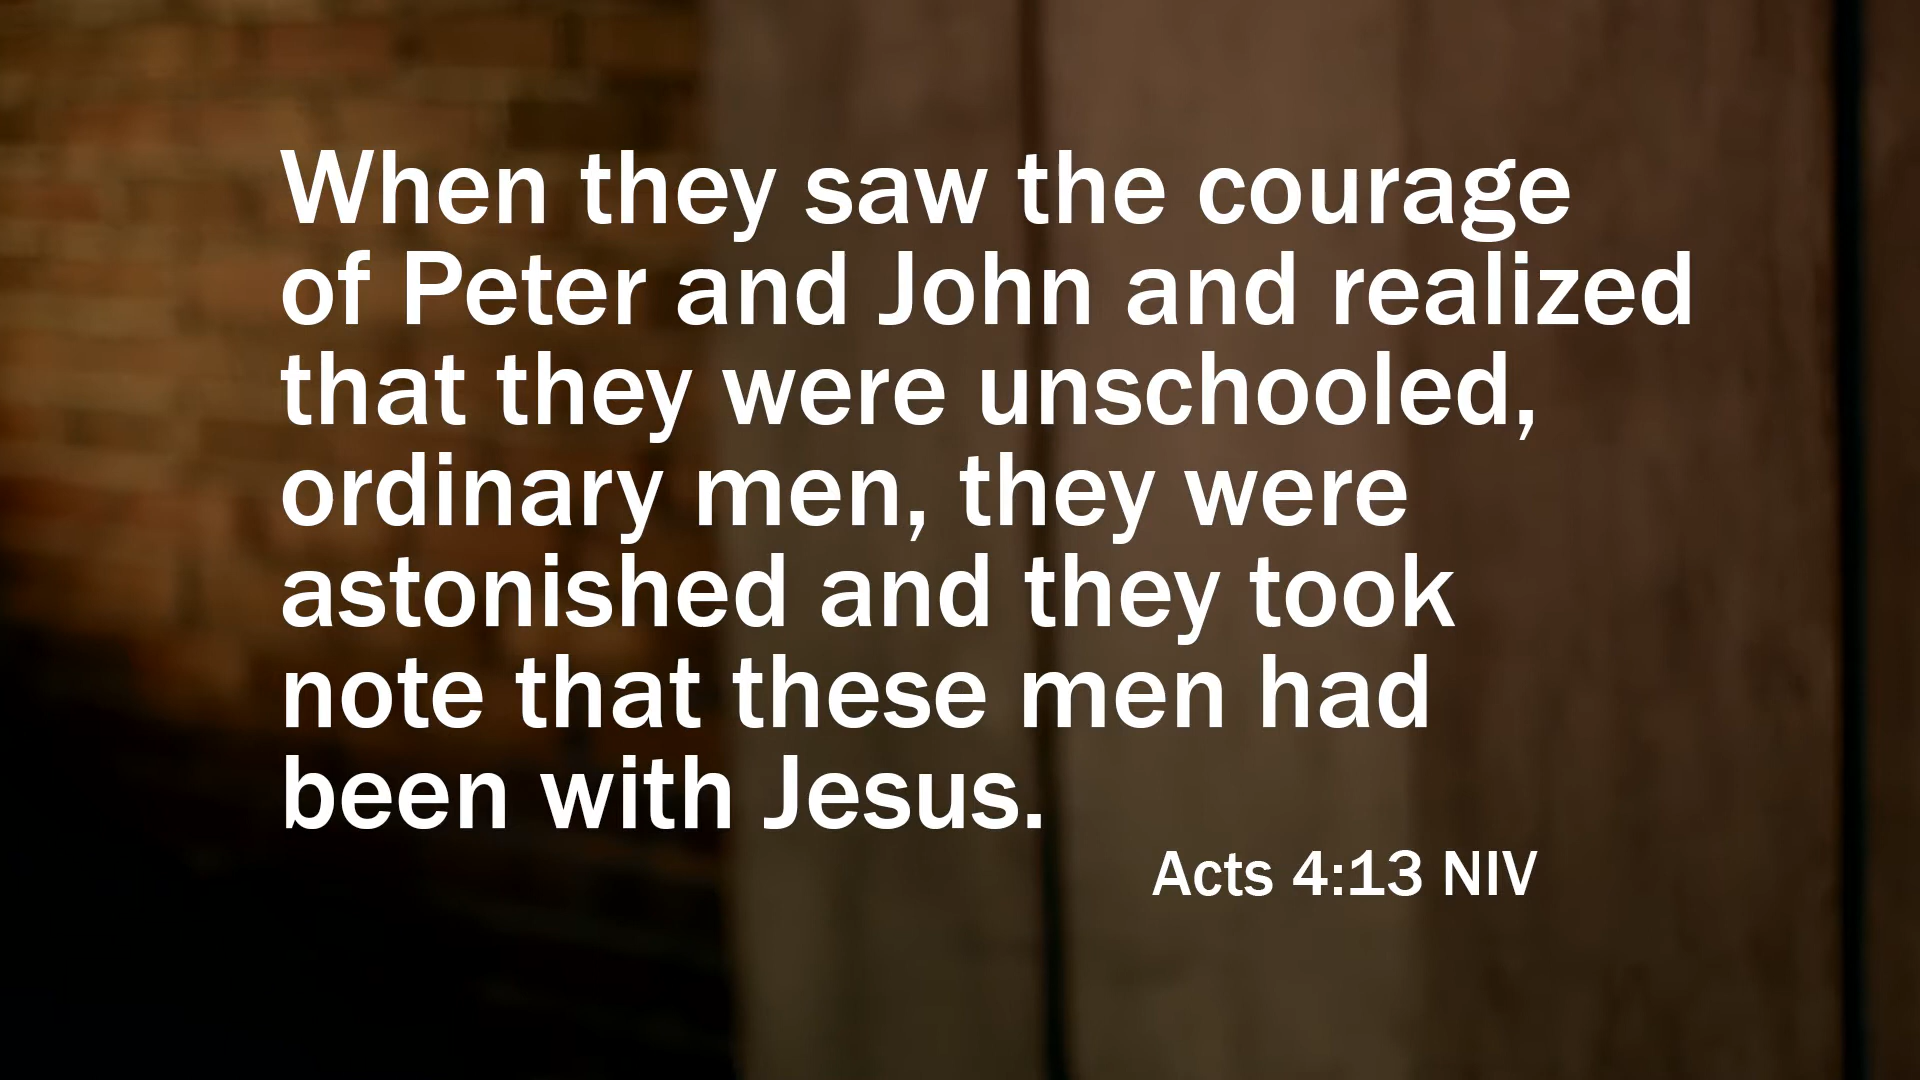 When they saw the courage
of Peter and John and realized
that they were unschooled,
ordinary men, they were
astonished and they took
note that these men had
been with Jesus.
Acts 4:13 NIV